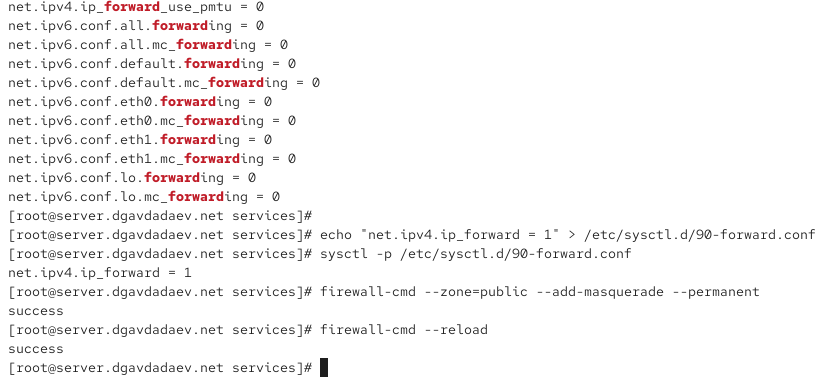 net.ipv4.ip_forward_use_pmtu = 0
net.ipv6.conf.all.forwarding = 0
net.ipv6.conf.all.mc_forwarding = 0
net.ipv6.conf.default.forwarding = 0
net.ipv6.conf.default.mc_forwarding = 0
net.ipv6.conf.eth0.forwarding = 0
net.ipv6.conf.eth0.mc_forwarding = 0
net.ipv6.conf.eth1.forwarding = 0
net.ipv6.conf.eth1.mc_forwarding = 0
net.ipv6.conf.lo.forwarding = 0
net.ipv6.conf.lo.mc_forwarding = 0
[root@server.dgavdadaev.net services]#
[root@server.dgavdadaev.net services]# echo "net.ipv4.ip_forward = 1" > /etc/sysctl.d/90-forward.conf
[root@server.dgavdadaev.net services]# sysctl -p /etc/sysctl.d/90-forward.conf
net.ipv4.ip_forward = 1
[root@server.dgavdadaev.net services]# firewall-cmd --zone=public --add-masquerade --permanent
success
[root@server.dgavdadaev.net services]# firewall-cmd --reload
success
[root@server.dgavdadaev.net services]#